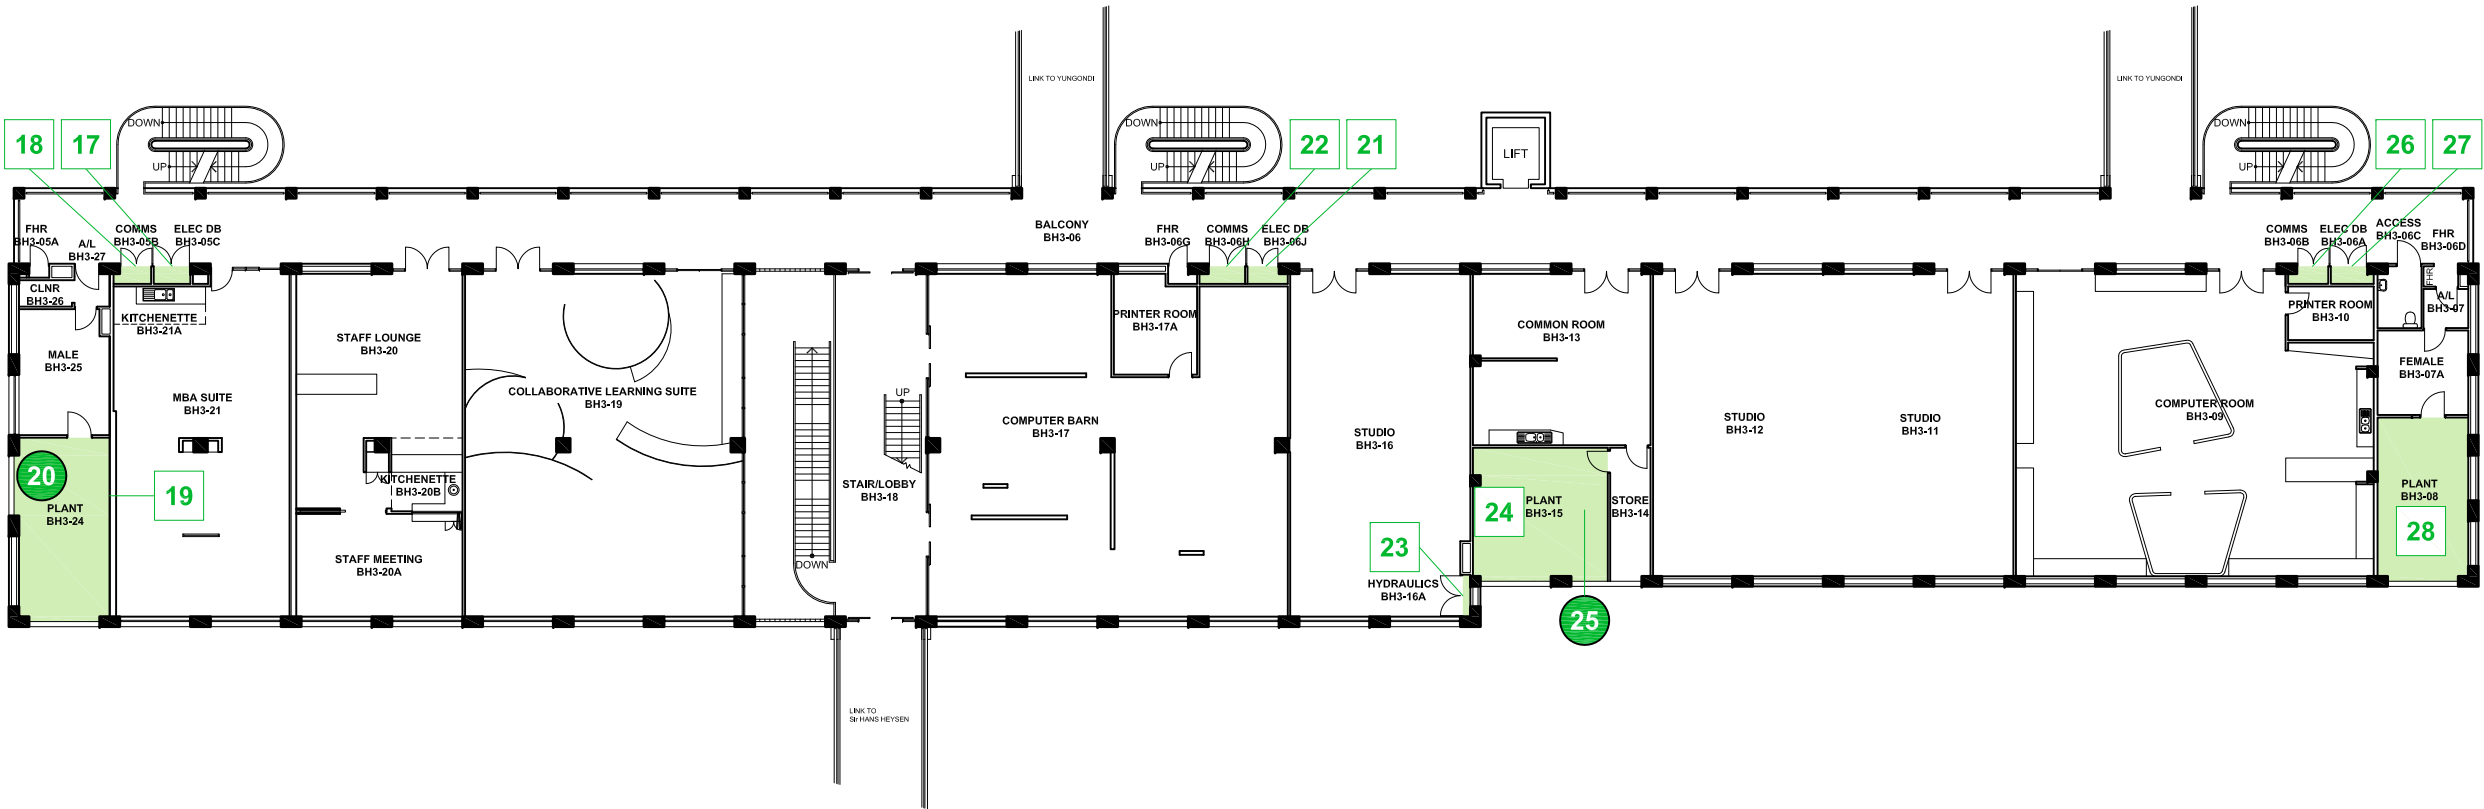 LINK TO YUNGONDI
LINK TO YUNGONDI
DOWN
UP
DOWN
UP
DOWN
UP
LIFT
18
17
22
21
26
27
FHR
BH3-05A
A/L
BH3-27
COMMS
BH3-05B
ELEC DB
BH3-05C
BALCONY
BH3-06
FHR
BH3-06G
COMMS
BH3-06H
ELEC DB
BH3-06J
COMMS
BH3-06B
ELEC DB
BH3-06A
ACCESS
BH3-06C
FHR
BH3-06D
FHR
A/L
BH3-07
CLNR
BH3-26
KITCHENETTE
BH3-21A
MALE
BH3-25
MBA SUITE
BH3-21
STAFF LOUNGE
BH3-20
COLLABORATIVE LEARNING SUITE
BH3-19
PRINTER ROOM
BH3-17A
COMMON ROOM
BH3-13
PRINTER ROOM
BH3-10
FEMALE
BH3-07A
UP
COMPUTER BARN
BH3-17
STUDIO
BH3-16
STUDIO
BH3-12
STUDIO
BH3-11
COMPUTER ROOM
BH3-09
20
19
PLANT
BH3-24
KITCHENETTE
BH3-20B
STAIR/LOBBY
BH3-18
24
PLANT
BH3-15
STORE
BH3-14
PLANT
BH3-08
28
STAFF MEETING
BH3-20A
DOWN
23
HYDRAULICS
BH3-16A
25
LINK TO
Sir HANS HEYSEN